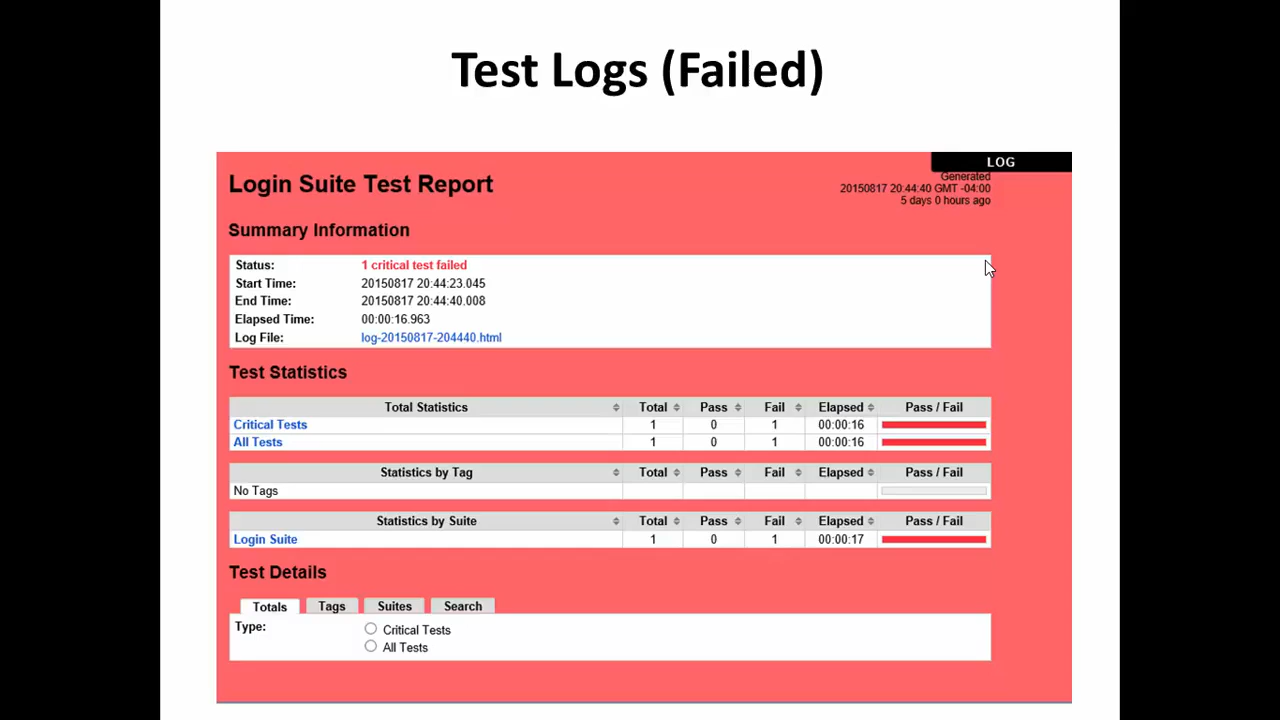 Test Logs (Failed)
LOG
Login Suite Test Report
Generated
20150817 20:44:40 GMT -04:00
5 days 0 hours ago
Summary Information
Status: 1 critical test failed
Start Time: 20150817 20:44:23.045
End Time: 20150817 20:44:40.008
Elapsed Time: 00:00:16.963
Log File: log-20150817-204440.html
Test Statistics
Total Statistics Total Pass Fail Elapsed Pass / Fail
Critical Tests 1 0 1 00:00:16
All Tests 1 0 1 00:00:16
Statistics by Tag Total Pass Fail Elapsed Pass / Fail
No Tags
Statistics by Suite Total Pass Fail Elapsed Pass / Fail
Login Suite 1 0 1 00:00:17
Test Details
Totals Tags Suites Search
Type: Critical Tests
All Tests